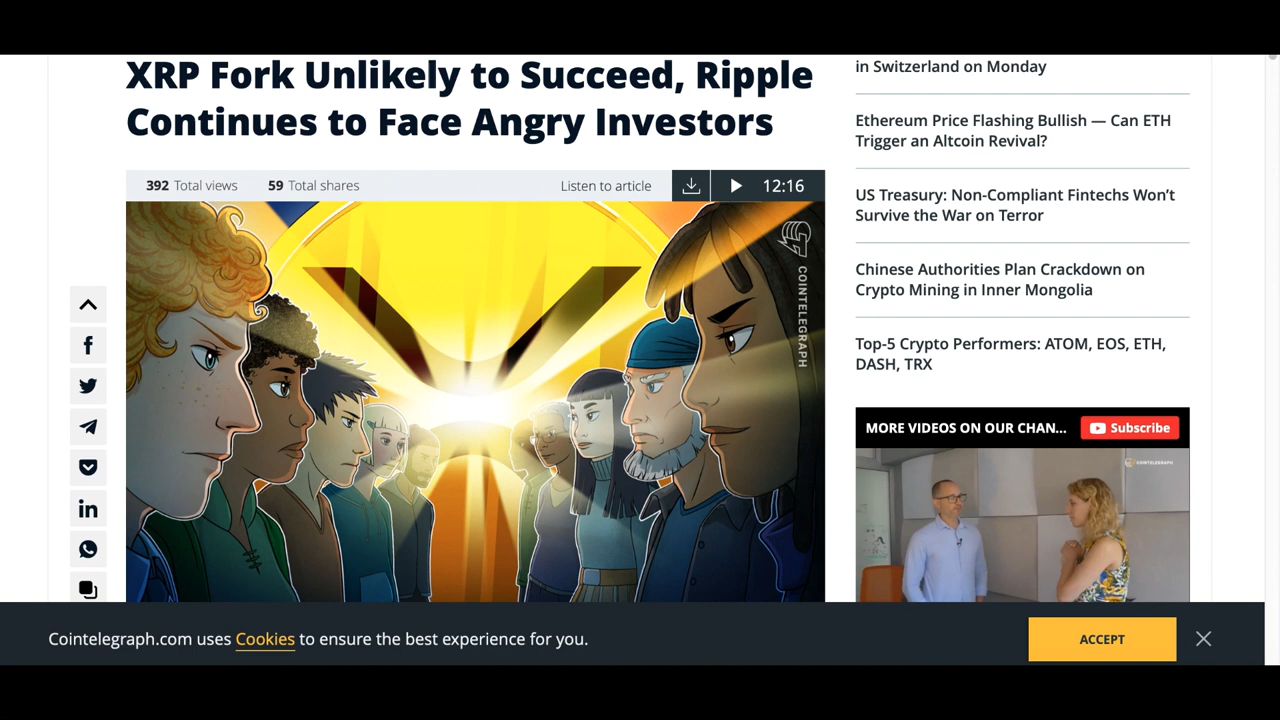 XRP Fork Unlikely to Succeed, Ripple
Continues to Face Angry Investors
392 Total views 59 Total shares Listen to article 12:16
COINTELEGRAPH
in Switzerland on Monday
Ethereum Price Flashing Bullish — Can ETH
Trigger an Altcoin Revival?
US Treasury: Non-Compliant Fintechs Won’t
Survive the War on Terror
Chinese Authorities Plan Crackdown on
Crypto Mining in Inner Mongolia
Top-5 Crypto Performers: ATOM, EOS, ETH,
DASH, TRX
MORE VIDEOS ON OUR CHAN... Subscribe
COINTELEGRAPH
Cointelegraph.com uses Cookies to ensure the best experience for you.
ACCEPT